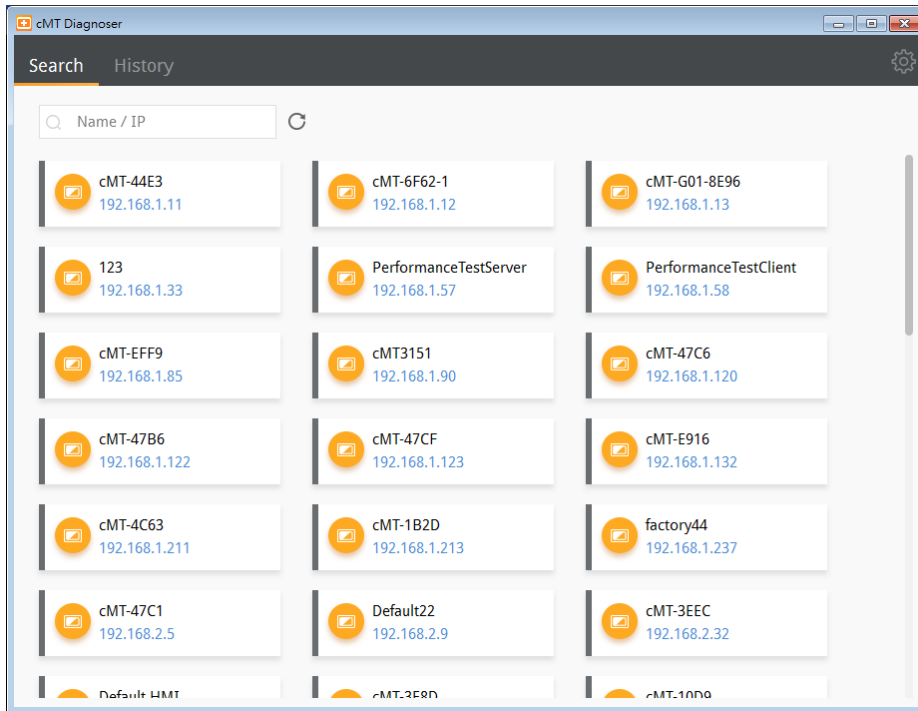 cMT Diagnoser
Search History
Name / IP
cMT-44E3
192.168.1.11
cMT-6F62-1
192.168.1.12
cMT-G01-8E96
192.168.1.13
123
192.168.1.33
PerformanceTestServer
192.168.1.57
PerformanceTestClient
192.168.1.58
cMT-EFF9
192.168.1.85
cMT3151
192.168.1.90
cMT-47C6
192.168.1.120
cMT-47B6
192.168.1.122
cMT-47CF
192.168.1.123
cMT-E916
192.168.1.132
cMT-4C63
192.168.1.211
cMT-1B2D
192.168.1.213
factory44
192.168.1.237
cMT-47C1
192.168.2.5
Default22
192.168.2.9
cMT-3EEC
192.168.2.32
Default HMI